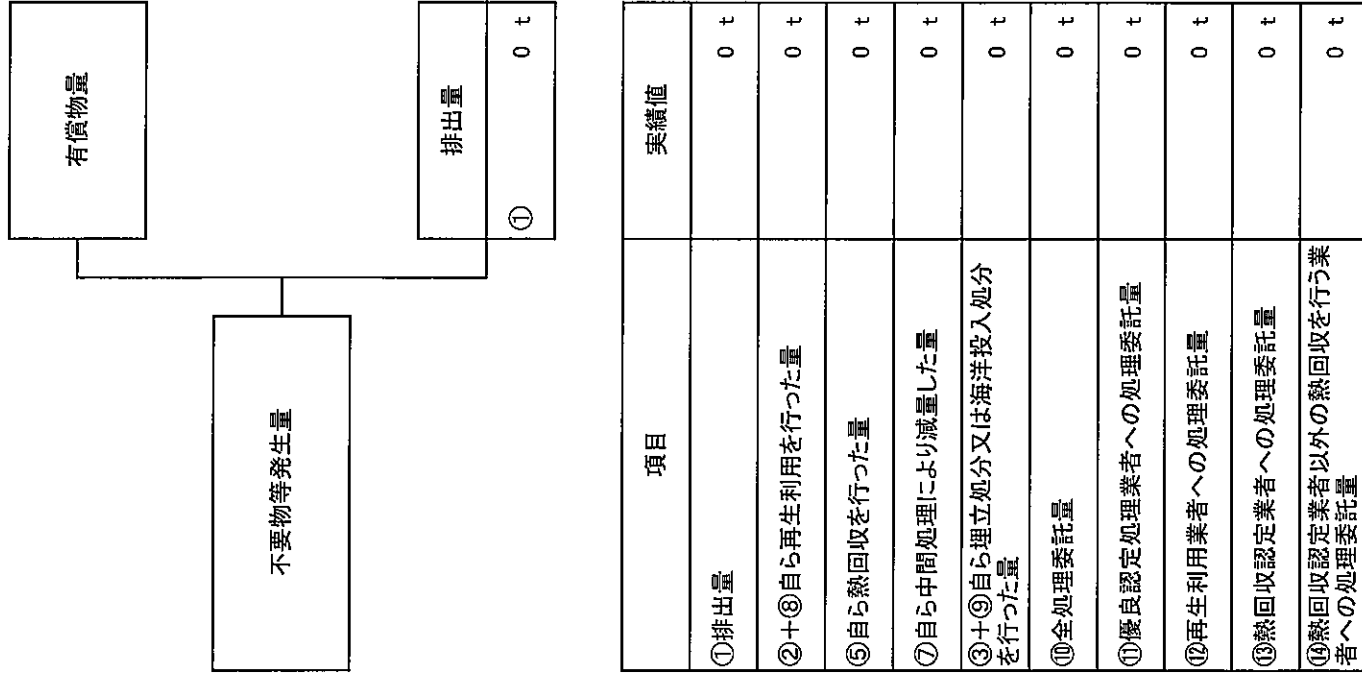 有償物量
不要物等発生量
排出量
① 0 t
項目 実績値
①排出量 0 t
②+⑧自ら再生利用を行った量 0 t
⑤自ら熱回収を行った量 0 t
⑦自ら中間処理により減量した量 0 t
③+⑨自ら埋立処分又は海洋投入処分
を行った量 0 t
⑩全処理委託量 0 t
⑪優良認定処理業者への処理委託量 0 t
⑫再生利用業者への処理委託量 0 t
⑬熱回収認定業者への処理委託量 0 t
⑭熱回収認定業者以外の熱回収を行う業
者への処理委託量 0 t